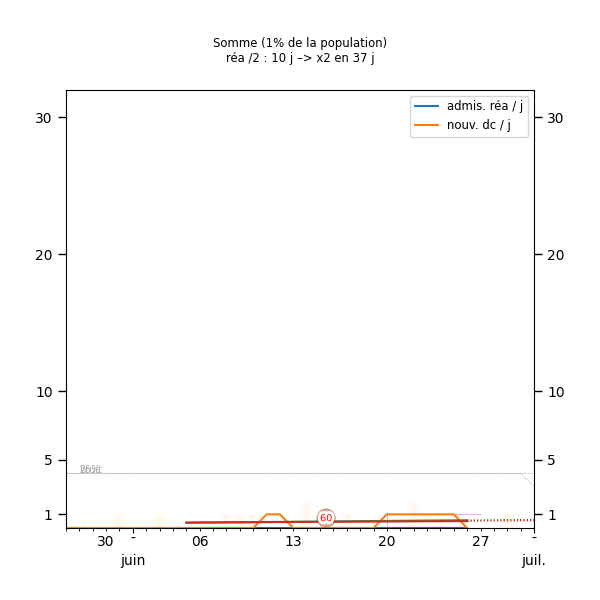 Somme (1% de la population)
réa /2 : 10 j –> x2 en 37 j
admis. réa / j
nouv. dc / j
30
20
10
5
1
30
20
10
5
1
25%
60
30 - 06 13 20 27 -
juin juil.